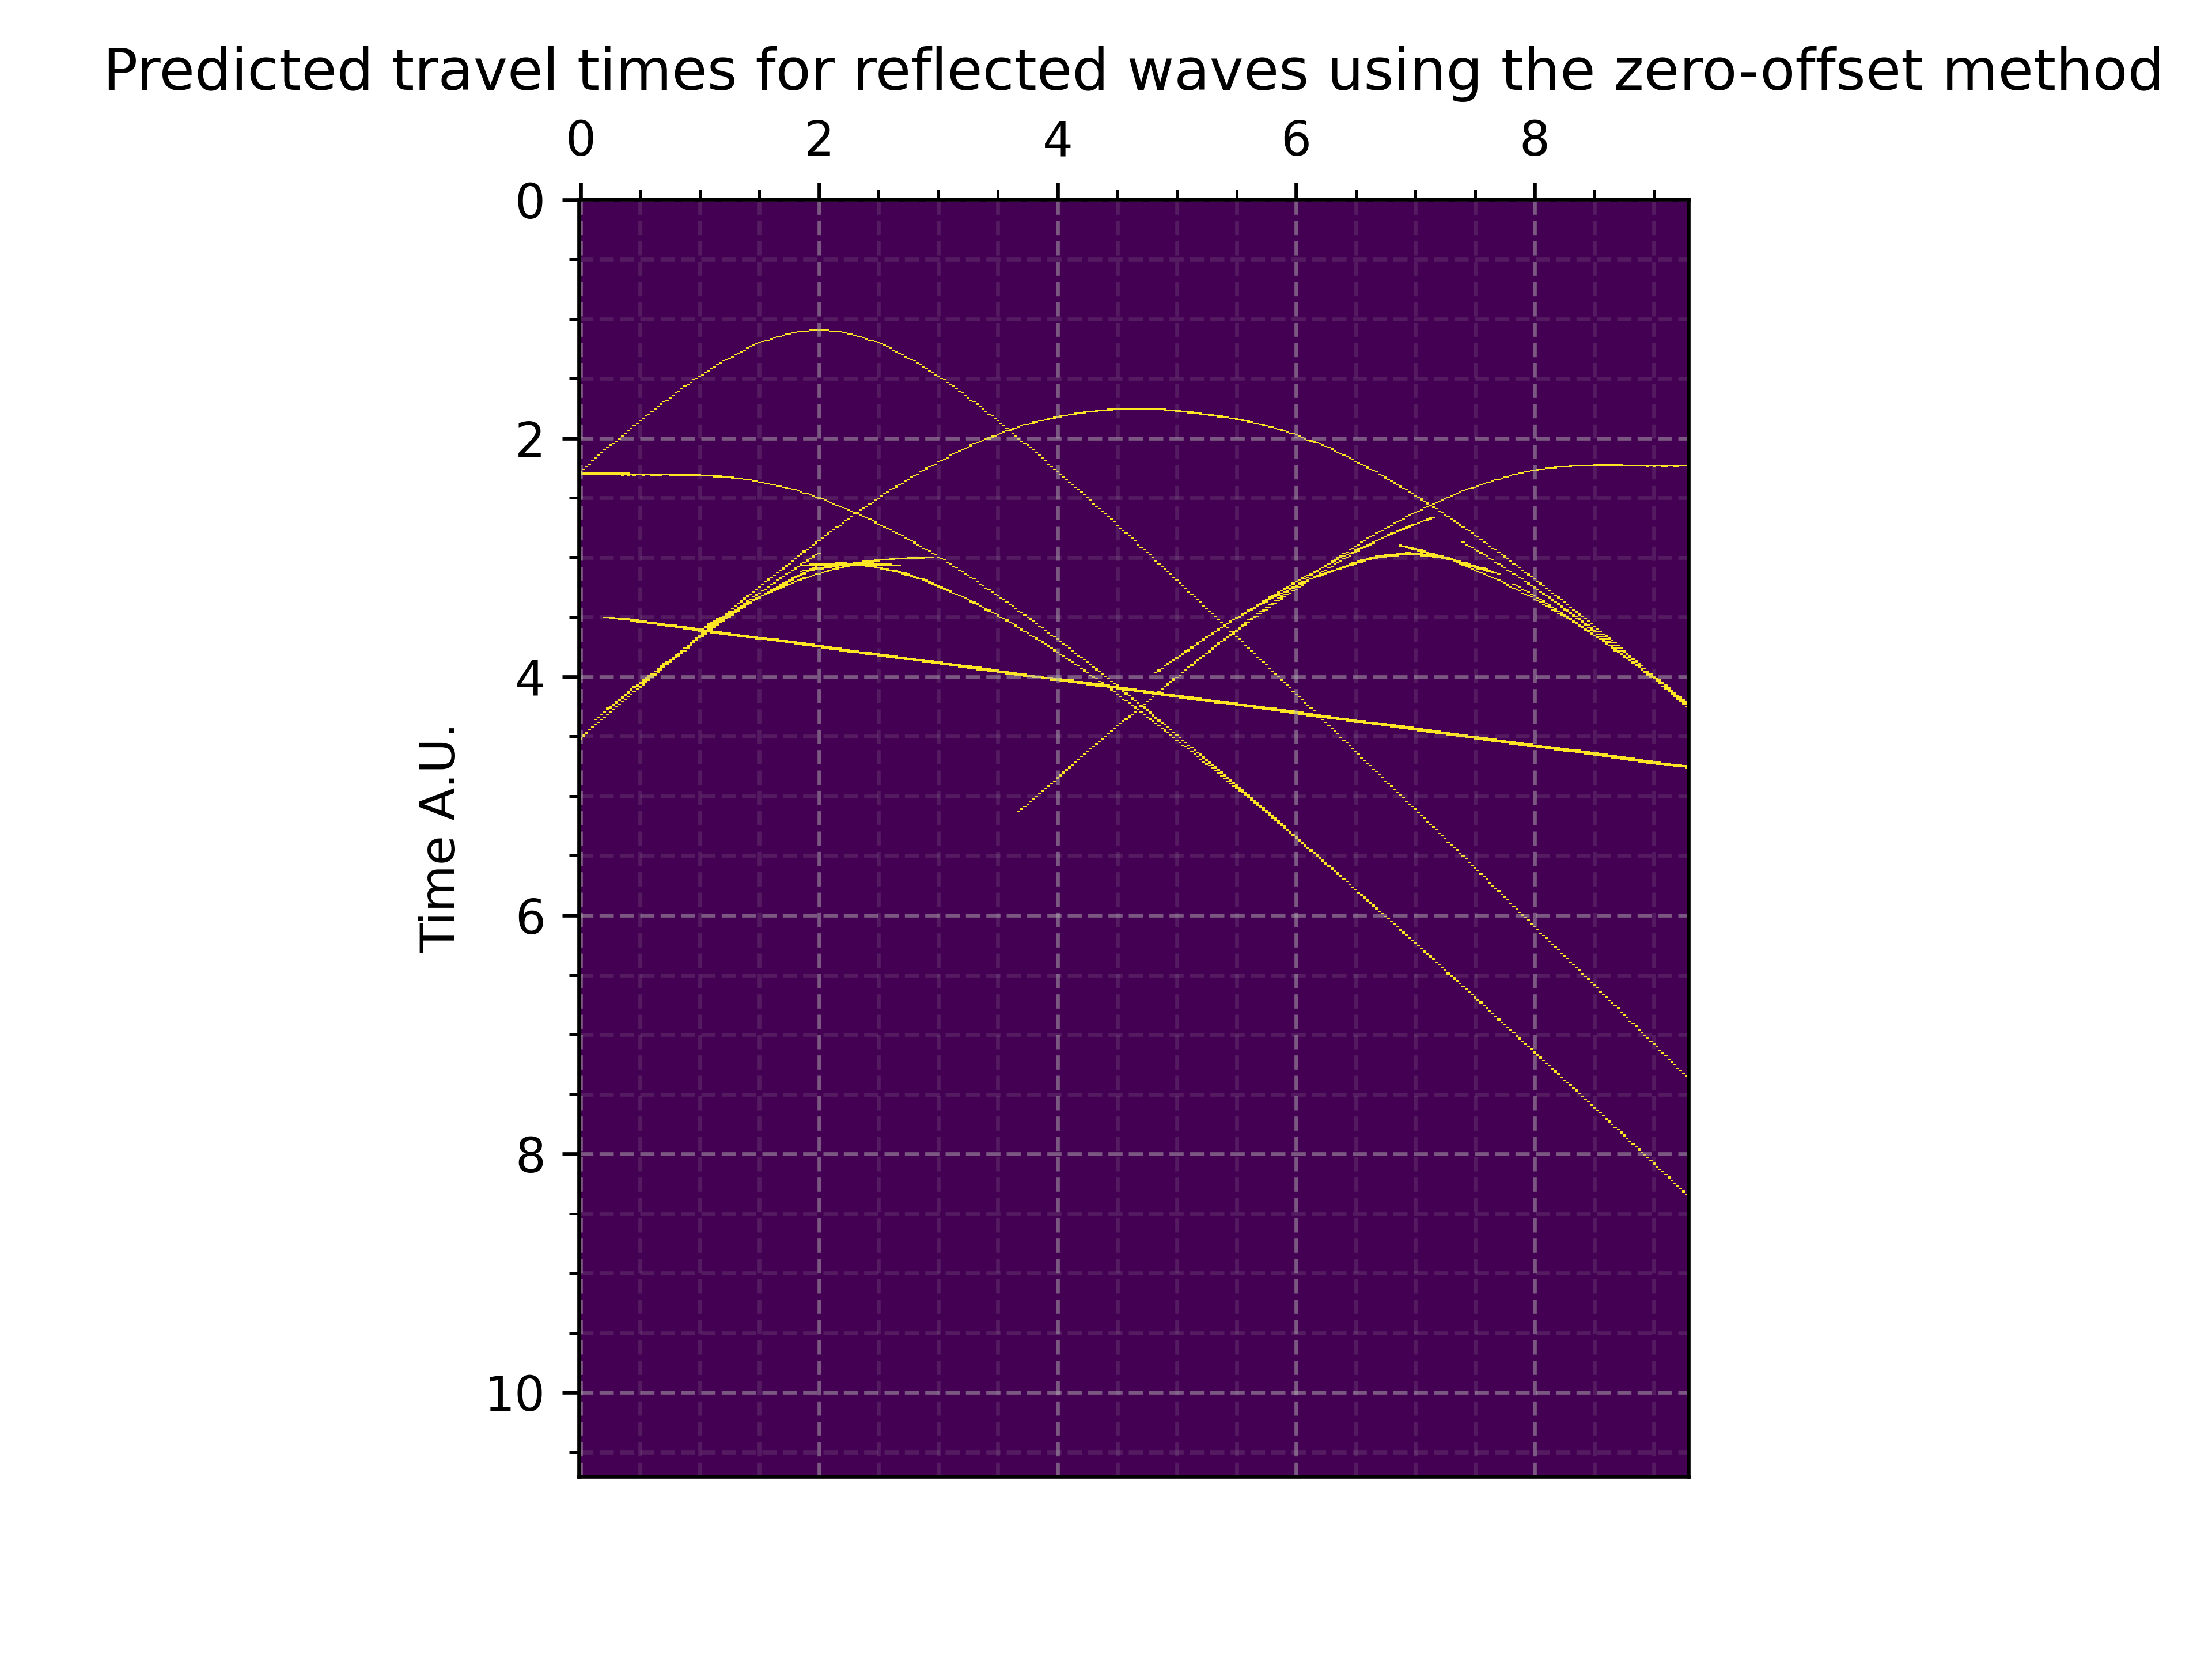 Predicted travel times for reflected waves using the zero-offset method
0 2 4 6 8
0
2
4
6
8
10
Time A.U.